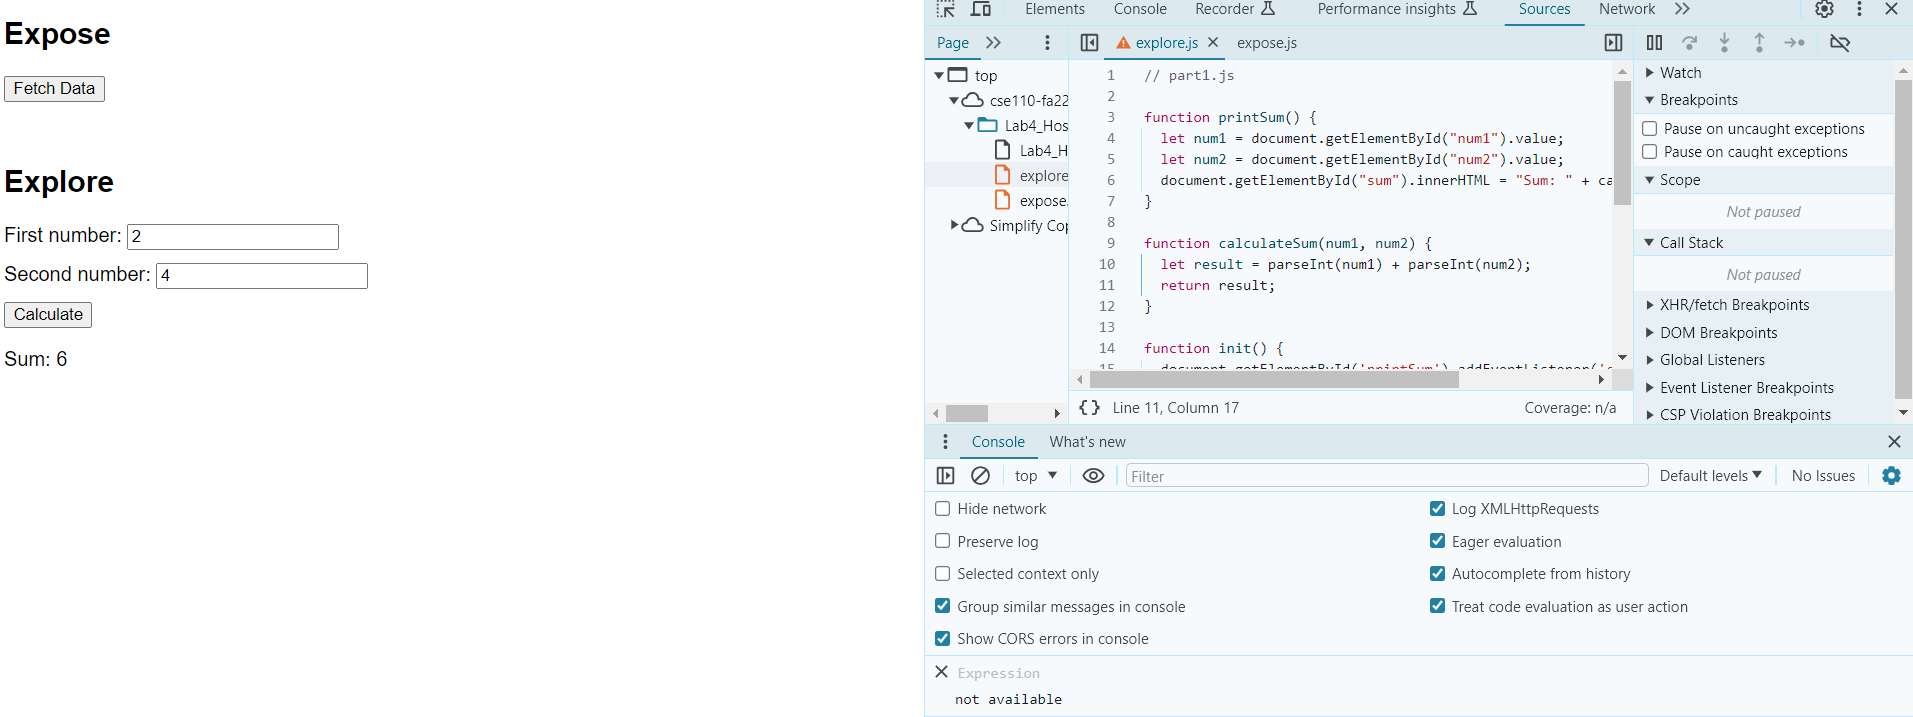 Expose
Fetch Data
Explore
First number: 2
Second number: 4
Calculate
Sum: 6
Elements Console Recorder Performance insights Sources Network
Page
explore.js expose.js
top
cse110-fa22
Lab4_Hos
Lab4_H
explore
expose.
Simplify Cop
1 // part1.js
2
3 function printSum() {
4 let num1 = document.getElementById("num1").value;
5 let num2 = document.getElementById("num2").value;
6 document.getElementById("sum").innerHTML = "Sum: " + ca
7 }
8
9 function calculateSum(num1, num2) {
10 let result = parseInt(num1) + parseInt(num2);
11 return result;
12 }
13
14 function init() {
15 document.getElementById('printSum').addEventListener('c
{} Line 11, Column 17 Coverage: n/a
Watch
Breakpoints
Pause on uncaught exceptions
Pause on caught exceptions
Scope
Not paused
Call Stack
Not paused
XHR/fetch Breakpoints
DOM Breakpoints
Global Listeners
Event Listener Breakpoints
CSP Violation Breakpoints
Console What's new
top Filter Default levels No Issues
Hide network Log XMLHttpRequests
Preserve log Eager evaluation
Selected context only Autocomplete from history
Group similar messages in console Treat code evaluation as user action
Show CORS errors in console
Expression
not available